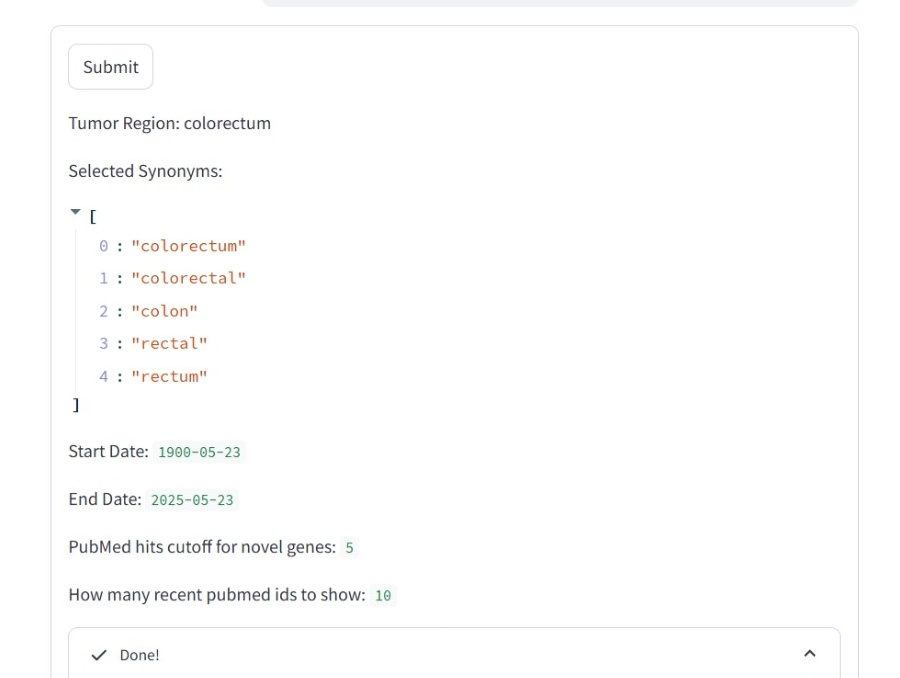 Submit
Tumor Region: colorectum
Selected Synonyms:
[
0 : "colorectum"
1 : "colorectal"
2 : "colon"
3 : "rectal"
4 : "rectum"
]
Start Date: 1900-05-23
End Date: 2025-05-23
PubMed hits cutoff for novel genes: 5
How many recent pubmed ids to show: 10
Done!